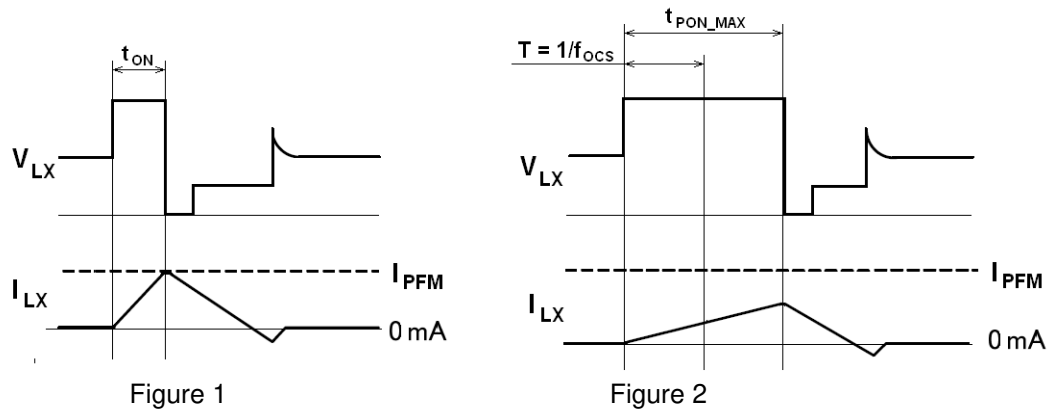 tON
VLX
ILX
IPFM
0 mA
Figure 1
tPON_MAX
T = 1/fOCS
VLX
ILX
IPFM
0 mA
Figure 2